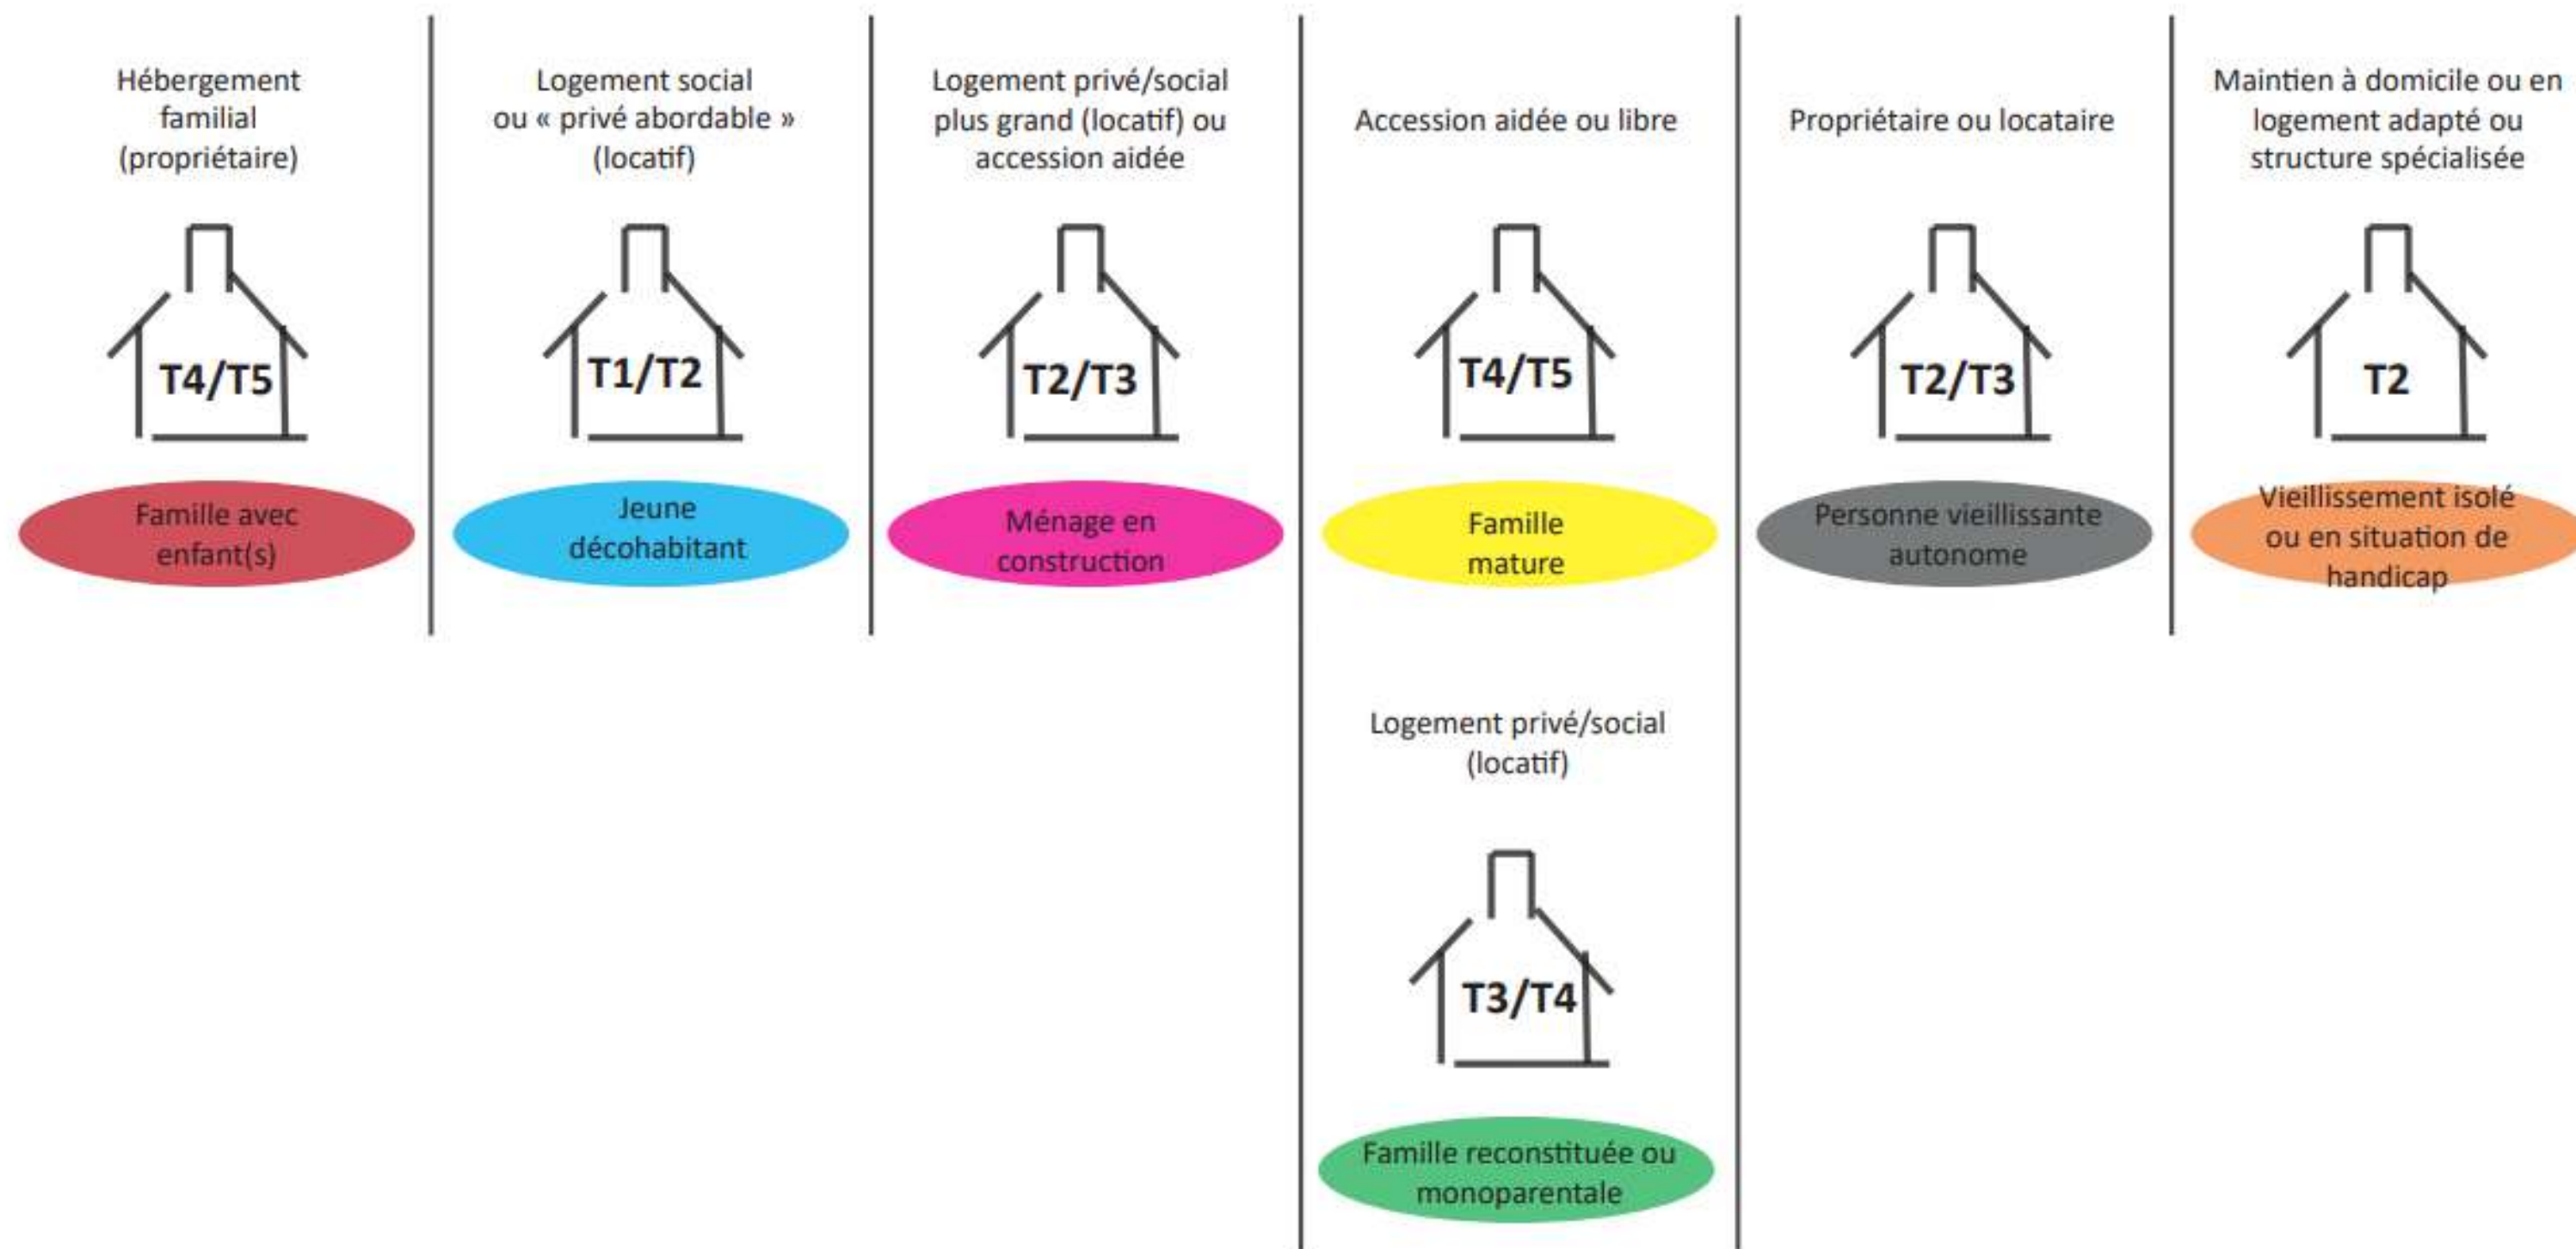 Hébergement
familial
(propriétaire)
T4/T5
Famille avec
enfant(s)
Logement social
ou « privé abordable »
(locatif)
T1/T2
Jeune
décohabitant
Logement privé/social
plus grand (locatif) ou
accession aidée
T2/T3
Ménage en
construction
Accession aidée ou libre
T4/T5
Famille
mature
Logement privé/social
(locatif)
T3/T4
Famille reconstituée ou
monoparentale
Propriétaire ou locataire
T2/T3
Personne vieillissante
autonome
Maintien à domicile ou en
logement adapté ou
structure spécialisée
T2
Vieillissement isolé
ou en situation de
handicap